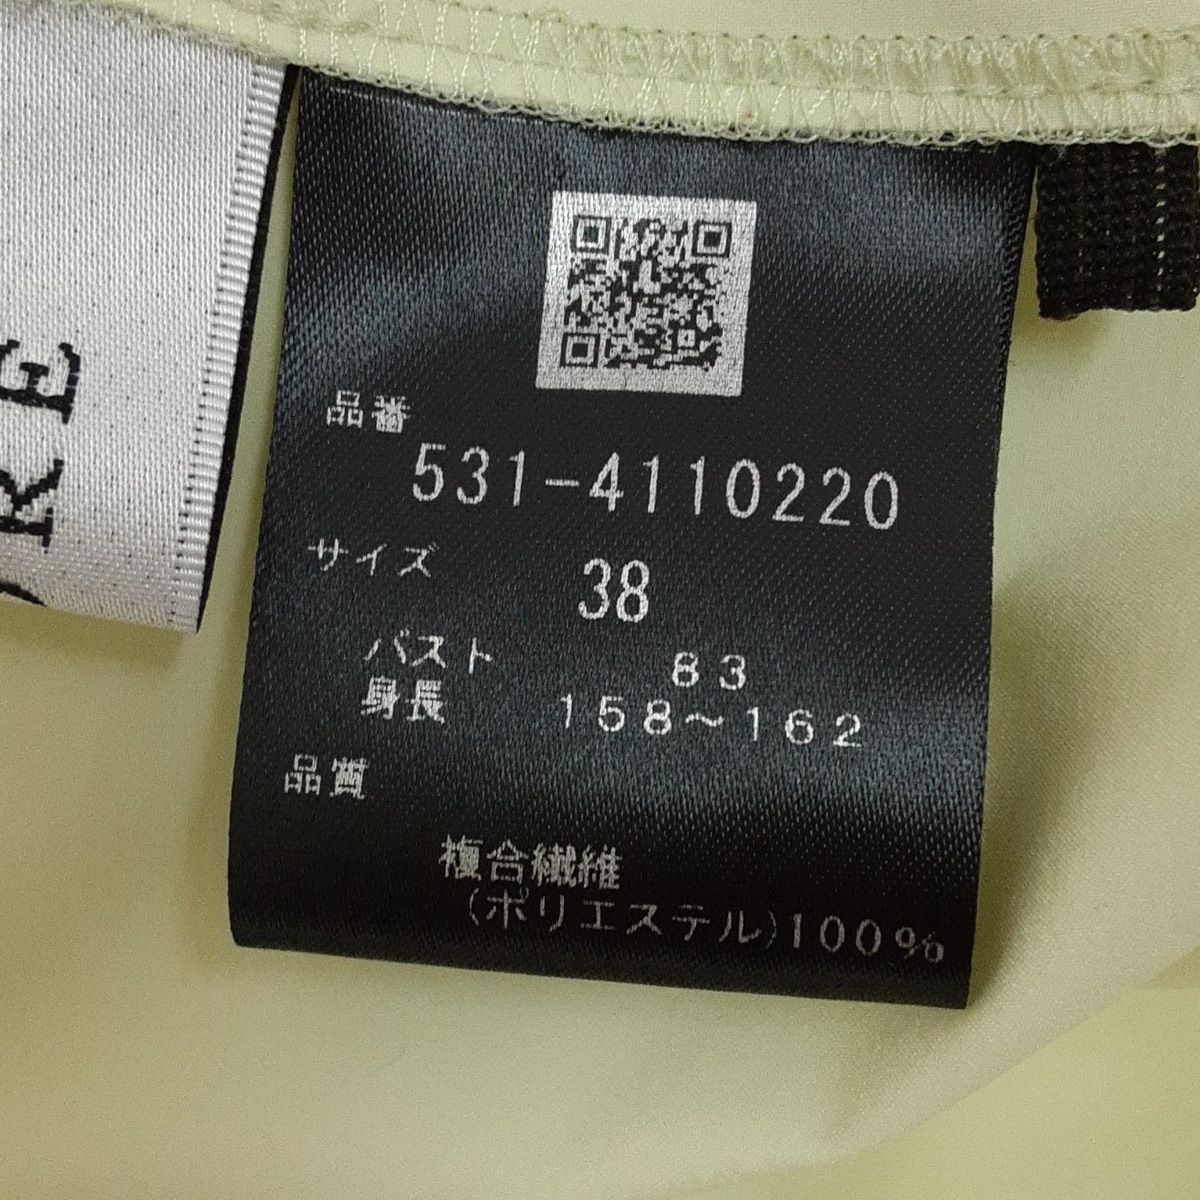 品番
531-4110220
サイズ 38
バスト 83
身長 158～162
品質
複合繊維
(ポリエステル)100%
RE